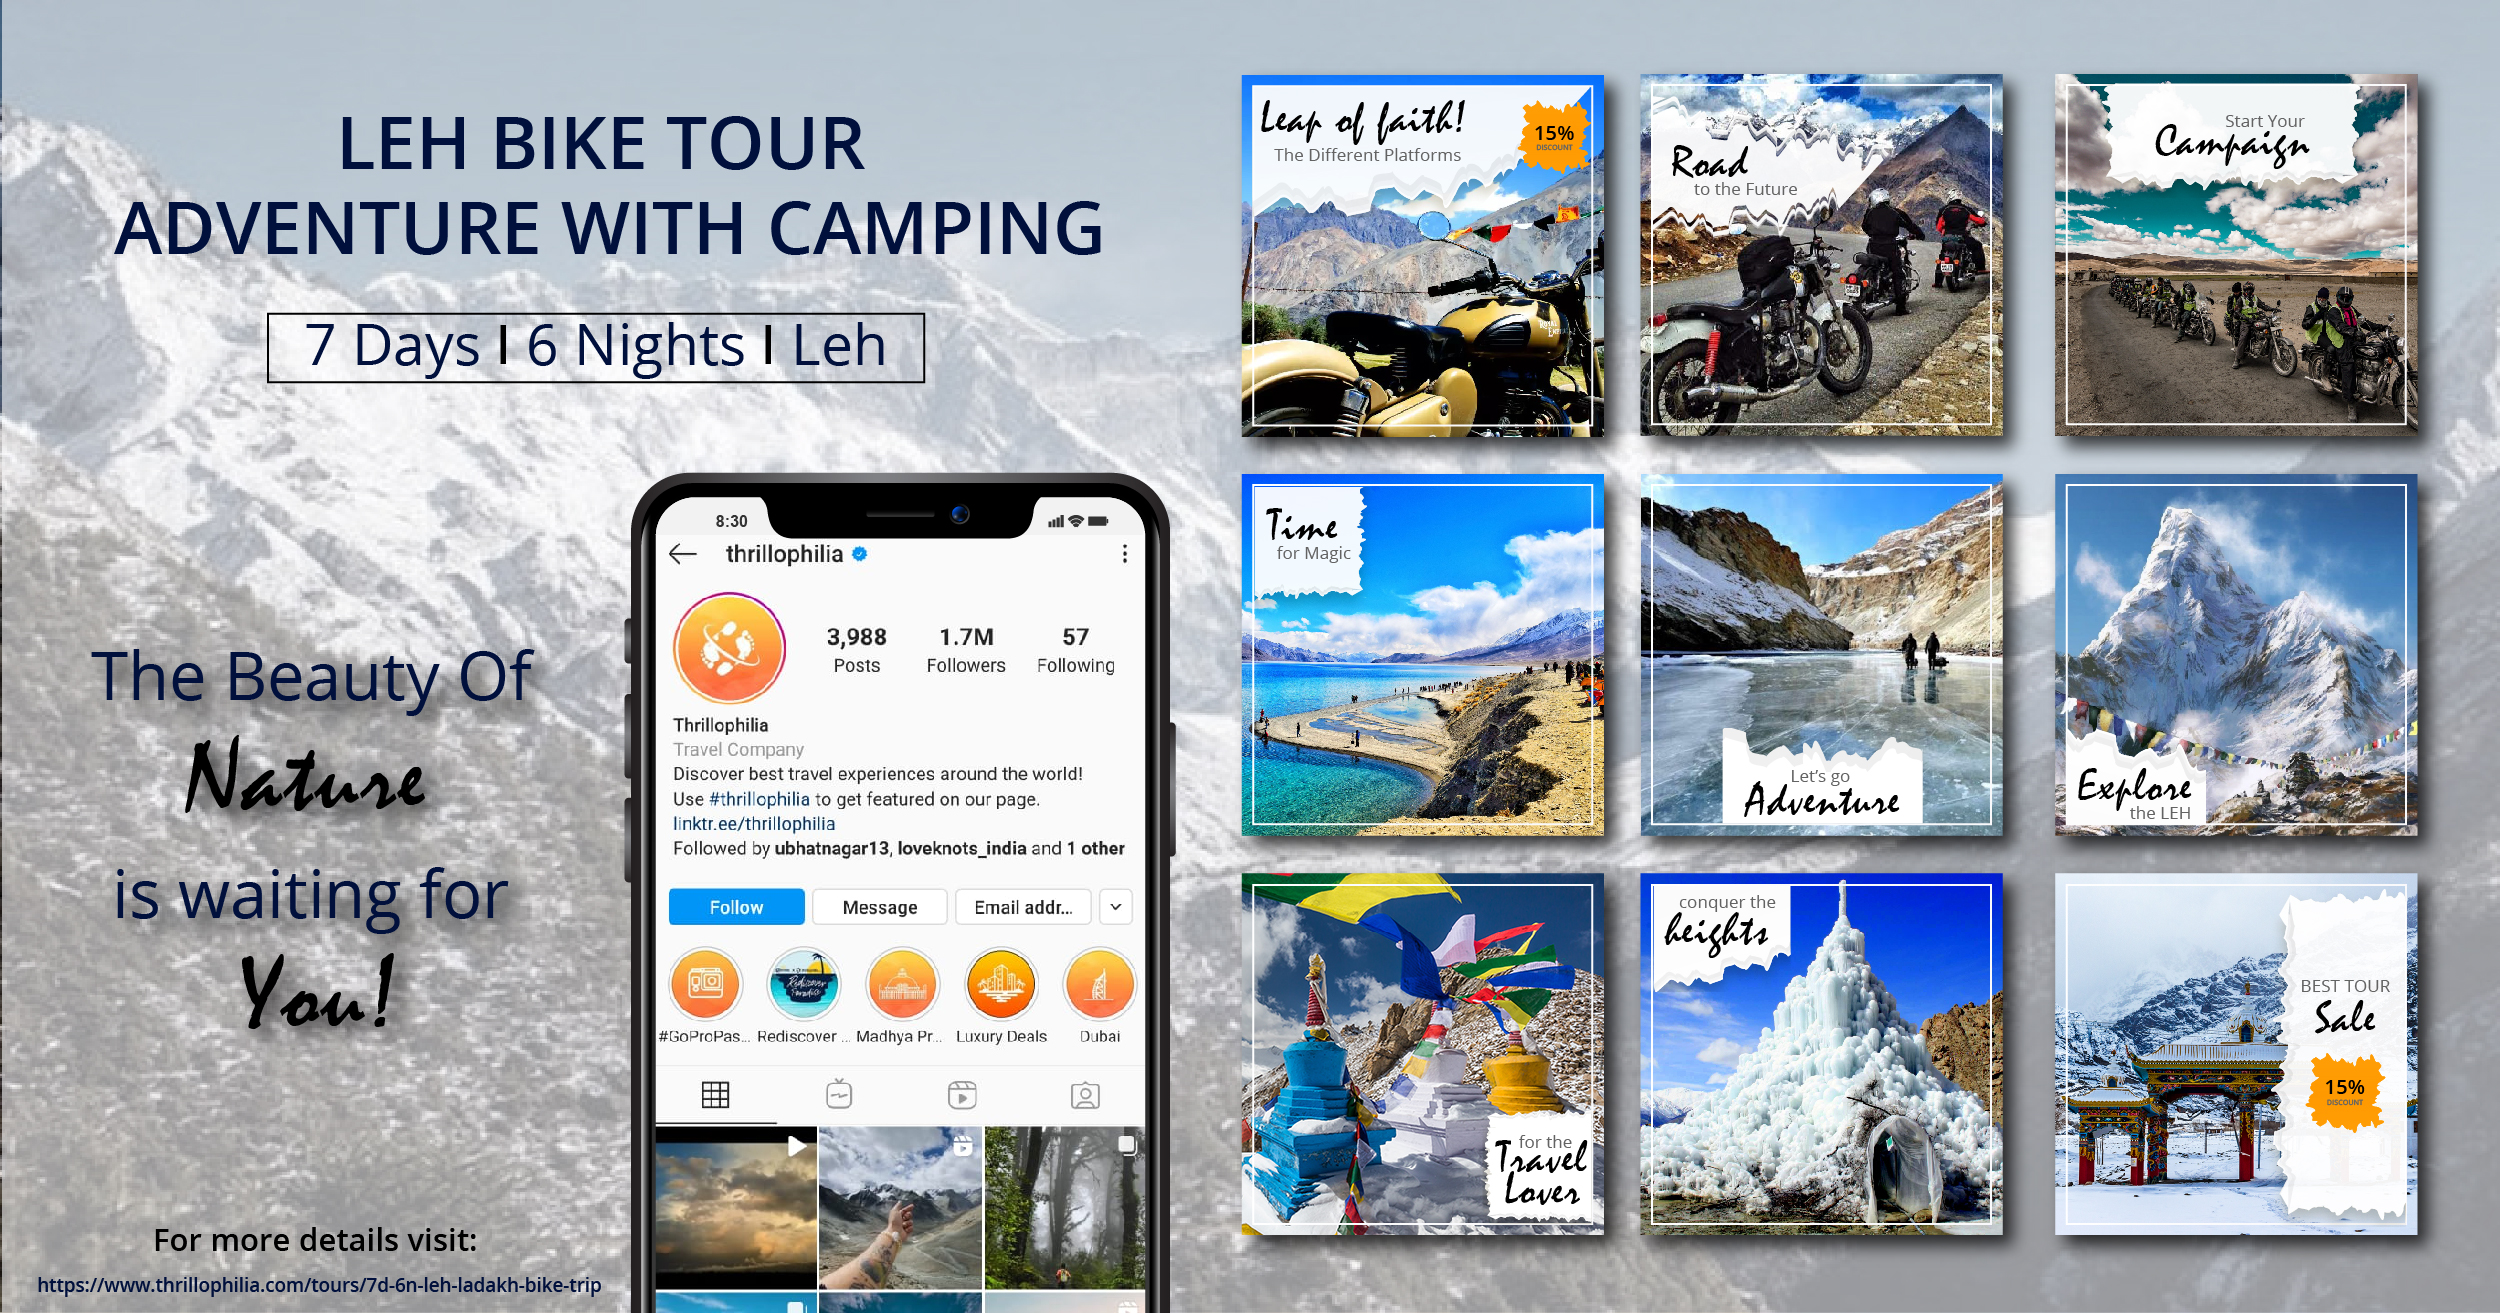 LEH BIKE TOUR
ADVENTURE WITH CAMPING
7 Days I 6 Nights I Leh
The Beauty Of
Nature
is waiting for
You!
For more details visit:
https://www.thrillophilia.com/tours/7d-6n-leh-ladakh-bike-trip
8:30
thrillophilia
3,988 1.7M 57
Posts Followers Following
Thrillophilia
Travel Company
Discover best travel experiences around the world!
Use #thrillophilia to get featured on our page.
linktr.ee/thrillophilia
Followed by ubhatnagar13, loveknots_india and 1 other
Follow Message Email addr...
Rediscover
Paradise
#GoProPas... Rediscover ... Madhya Pr... Luxury Deals Dubai
Leap of faith!
The Different Platforms
15%
DISCOUNT
Road
to the Future
Start Your
Campaign
Time
for Magic
Let's go
Adventure
Explore
the LEH
for the
Travel
Lover
conquer the
heights
BEST TOUR
Sale
15%
DISCOUNT